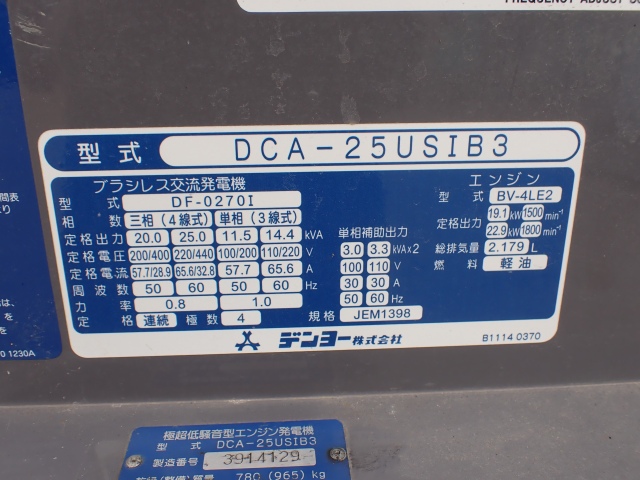 型式 DCA-25USIB3
ブラシレス交流発電機 エンジン
型式 DF-0270I 型式 BV-4LE2
相数 三相(4線式) 単相(3線式) 単相補助出力 定格出力 19.1 kW 1500 min⁻¹
22.9 kW 1800 min⁻¹
定格出力 20.0 25.0 11.5 14.4 kVA 3.0 3.3 kVA×2 総排気量 2.179 L
定格電圧 200/400 220/440 100/200 110/220 V 100 110 V 燃料 軽油
定格電流 57.7/28.9 65.6/32.8 57.7 65.6 A 30 30 A
周波数 50 60 50 60 Hz 50 60 Hz
力率 0.8 1.0
定格 連続 極数 4 規格 JEM1398
デンヨー株式会社 B1114 0370
極超低騒音型エンジン発電機
型式 DCA-25USIB3
製造番号 3914129
780 (965) kg
間表
1230A